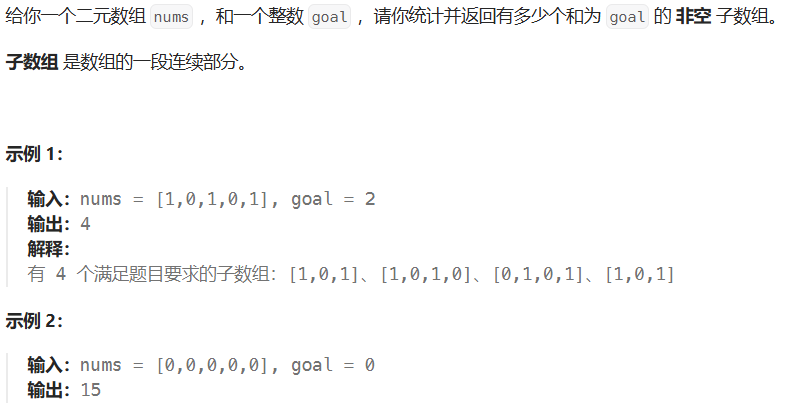 给你一个二元数组 nums ，和一个整数 goal ，请你统计并返回有多少个和为 goal 的 非空 子数组。
子数组 是数组的一段连续部分。
示例 1：
输入：nums = [1,0,1,0,1], goal = 2
输出：4
解释：
有 4 个满足题目要求的子数组：[1,0,1]、[1,0,1,0]、[0,1,0,1]、[1,0,1]
示例 2：
输入：nums = [0,0,0,0,0], goal = 0
输出：15